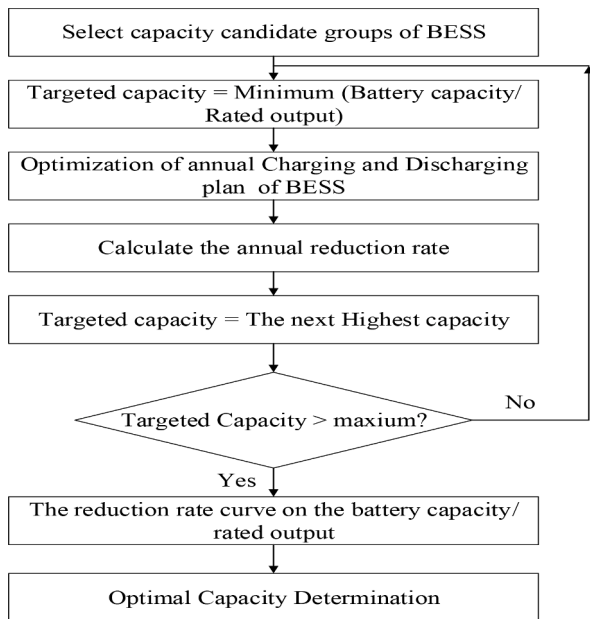 Select capacity candidate groups of BESS
Targeted capacity = Minimum (Battery capacity/
Rated output)
Optimization of annual Charging and Discharging
plan of BESS
Calculate the annual reduction rate
Targeted capacity = The next Highest capacity
Targeted Capacity > maxium?
No
Yes
The reduction rate curve on the battery capacity/
rated output
Optimal Capacity Determination